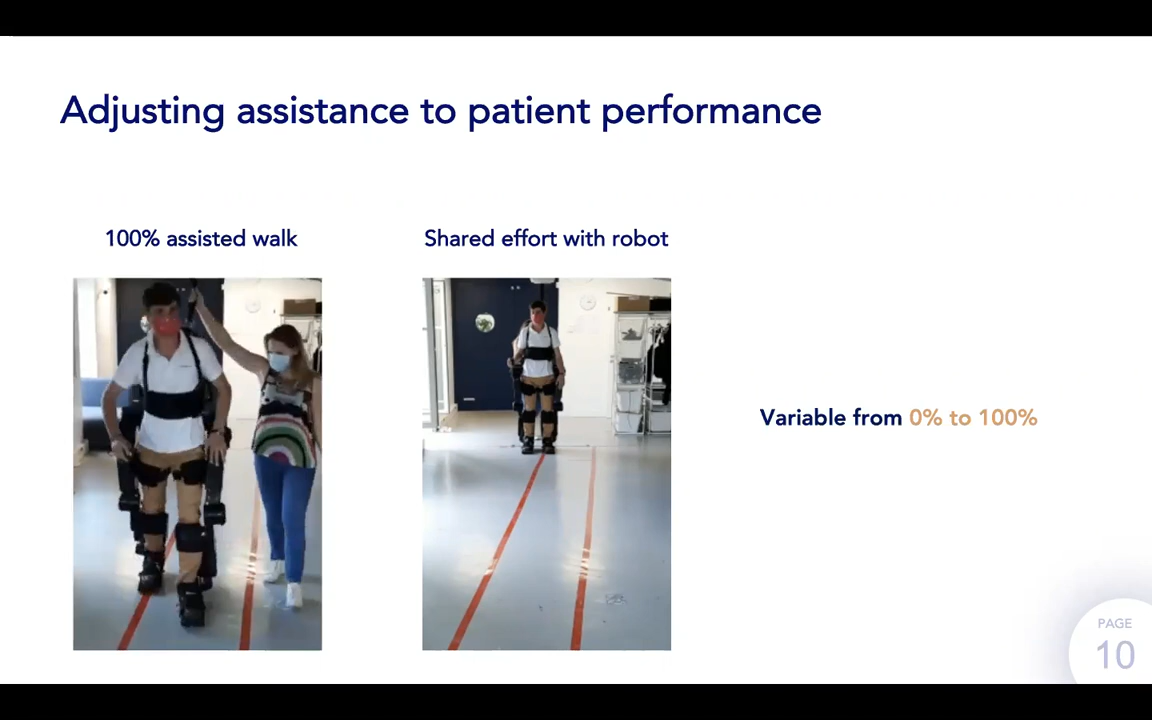 Adjusting assistance to patient performance
100% assisted walk
Shared effort with robot
Variable from 0% to 100%
PAGE
10